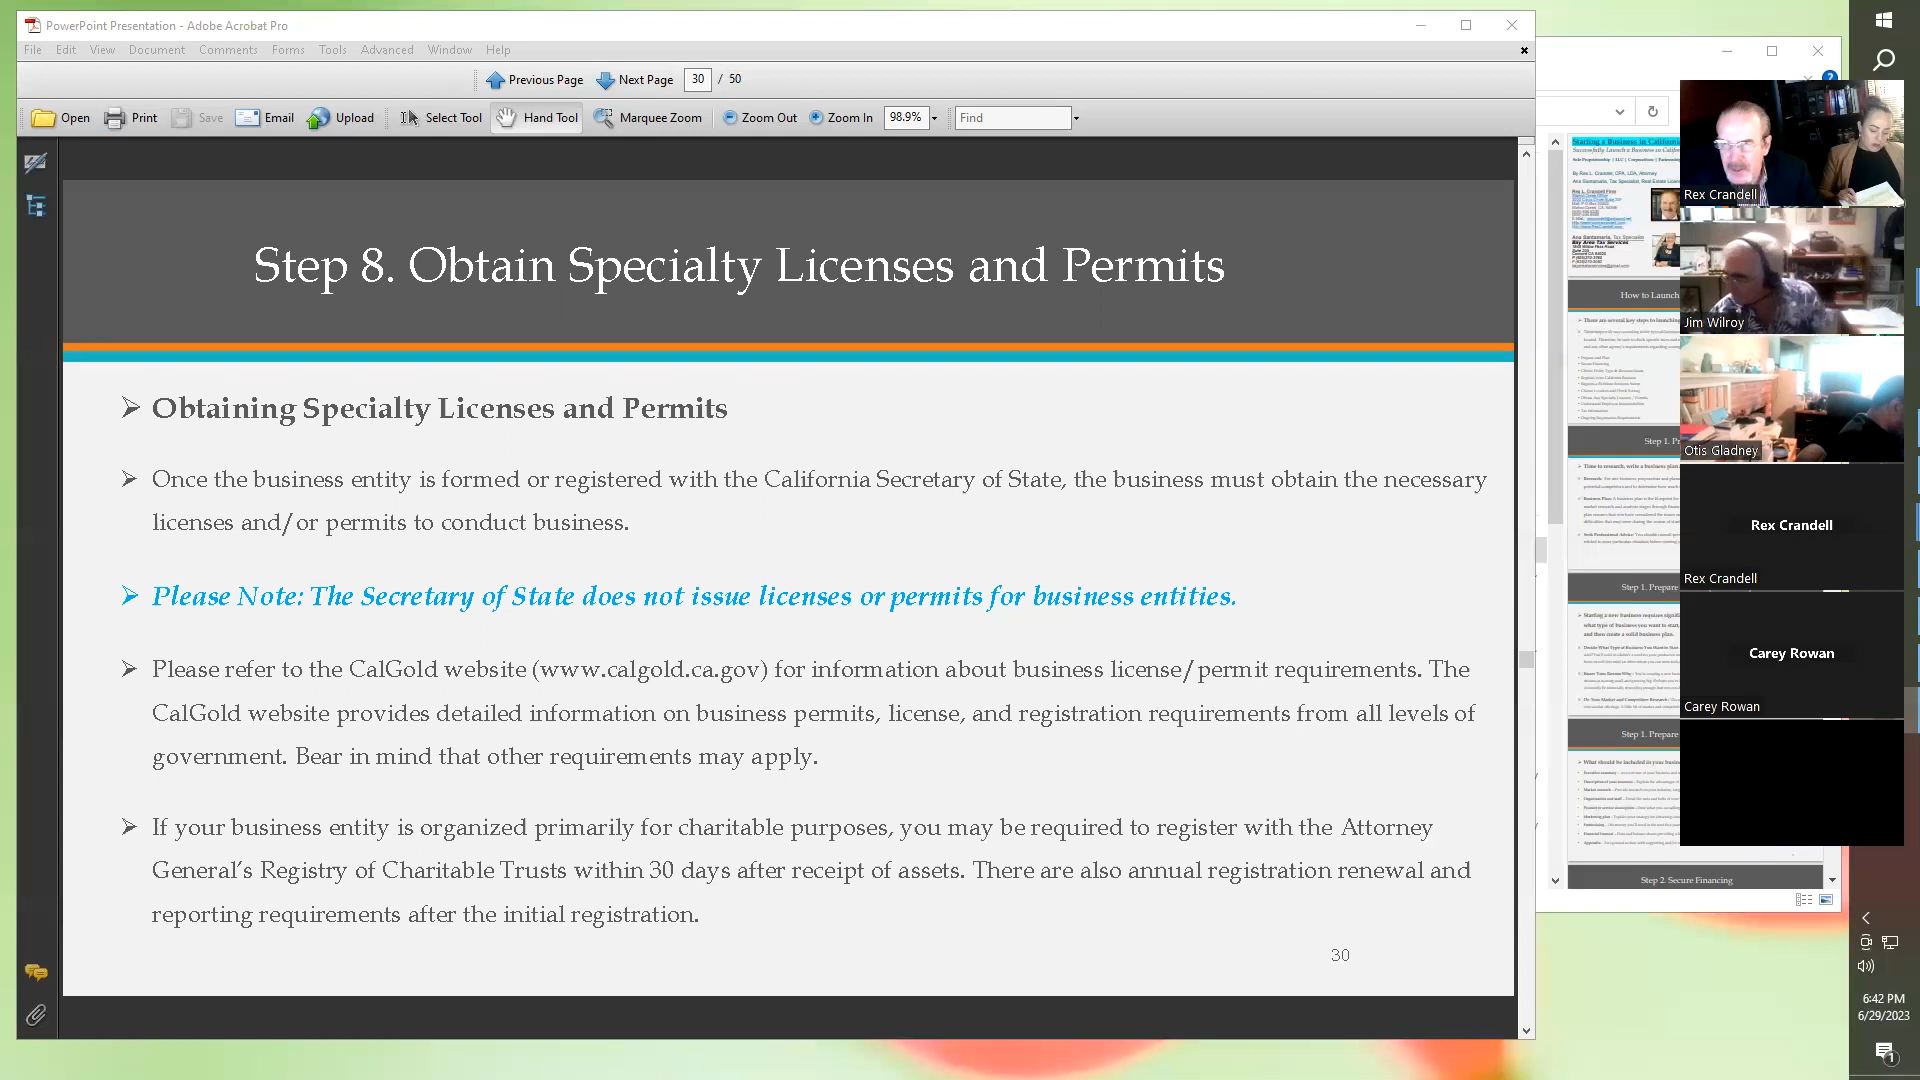 PowerPoint Presentation - Adobe Acrobat Pro
File Edit View Document Comments Forms Tools Advanced Window Help
Previous Page Next Page 30 / 50
Open Print Save Email Upload Select Tool Hand Tool Marquee Zoom Zoom Out Zoom In 98.9% Find
Step 8. Obtain Specialty Licenses and Permits
Obtaining Specialty Licenses and Permits
Once the business entity is formed or registered with the California Secretary of State, the business must obtain the necessary
licenses and/or permits to conduct business.
Please Note: The Secretary of State does not issue licenses or permits for business entities.
Please refer to the CalGold website (www.calgold.ca.gov) for information about business license/permit requirements. The
CalGold website provides detailed information on business permits, license, and registration requirements from all levels of
government. Bear in mind that other requirements may apply.
If your business entity is organized primarily for charitable purposes, you may be required to register with the Attorney
General's Registry of Charitable Trusts within 30 days after receipt of assets. There are also annual registration renewal and
reporting requirements after the initial registration.
30
Starting a Business in California
How to Launch
Step 1. Pr
Step 1. Prepare
Step 1. Prepare
Step 2. Secure Financing
Rex Crandell
Jim Wilroy
Otis Gladney
Rex Crandell
Rex Crandell
Carey Rowan
Carey Rowan
6:42 PM
6/29/2023
1